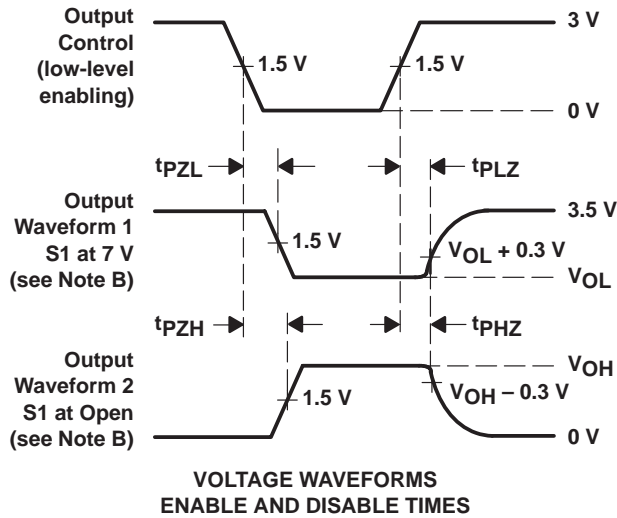 Output
Control
(low-level
enabling)
1.5 V
1.5 V
3 V
0 V
tPZL
tPLZ
Output
Waveform 1
S1 at 7 V
(see Note B)
1.5 V
3.5 V
VOL + 0.3 V
VOL
tPZH
tPHZ
Output
Waveform 2
S1 at Open
(see Note B)
1.5 V
VOH
VOH – 0.3 V
0 V
VOLTAGE WAVEFORMS
ENABLE AND DISABLE TIMES